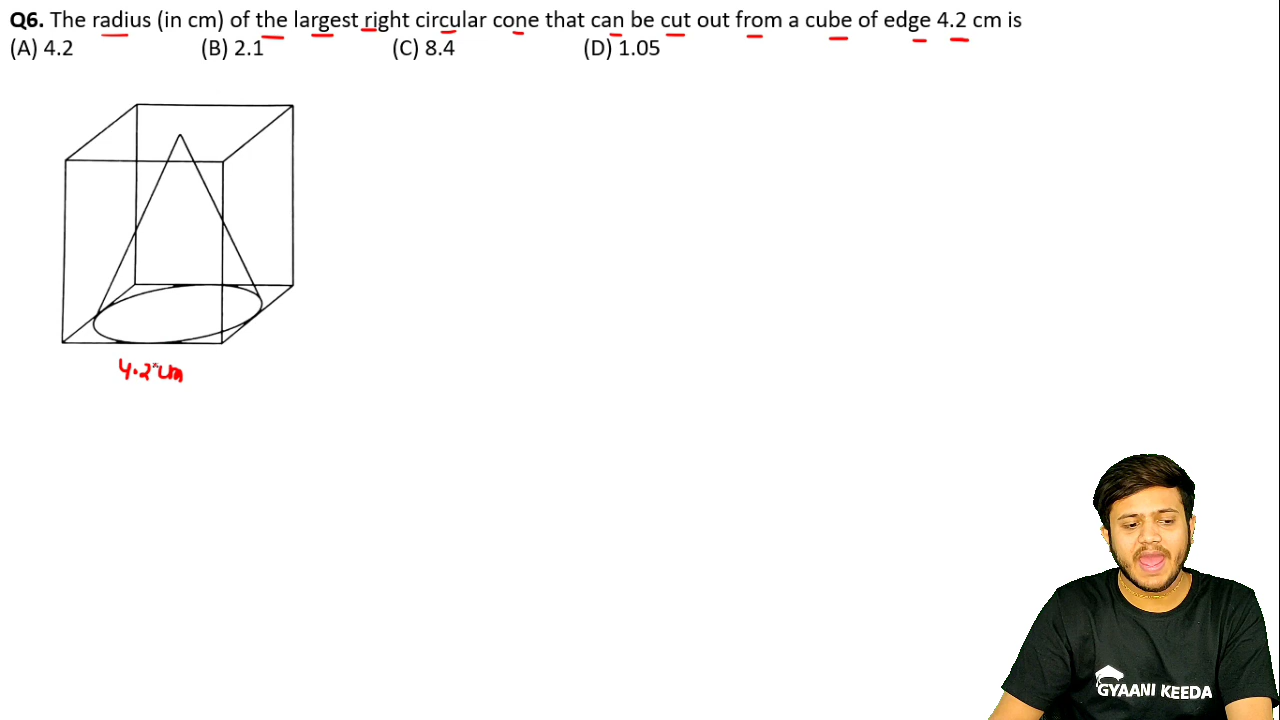 Q6. The radius (in cm) of the largest right circular cone that can be cut out from a cube of edge 4.2 cm is
(A) 4.2 (B) 2.1 (C) 8.4 (D) 1.05
4.2 cm
GYAANI KEEDA